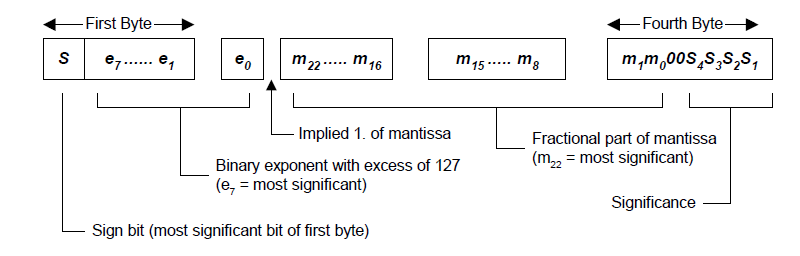 First Byte Fourth Byte
S e7...... e1 e0 m22..... m16 m15..... m8 m1m000S4S3S2S1
Implied 1. of mantissa
Fractional part of mantissa
(m22 = most significant)
Binary exponent with excess of 127
(e7 = most significant)
Significance
Sign bit (most significant bit of first byte)